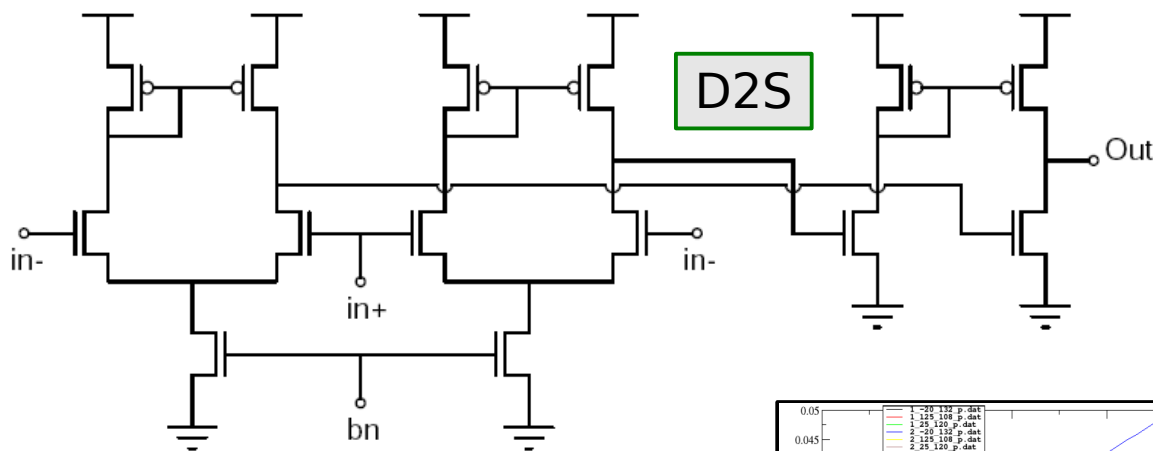 D2S
Out
in-
in+
in-
bn
0.05
0.045
1_-20_132_p.dat
1_125_108_p.dat
1_25_120_p.dat
2_-20_132_p.dat
2_125_108_p.dat
2_25_120_p.dat